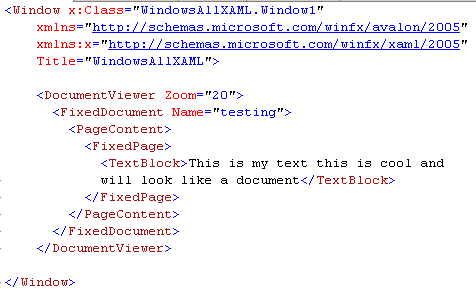 <Window x:Class="WindowsAllXAML.Window1"
xmlns="http://schemas.microsoft.com/winfx/avalon/2005"
xmlns:x="http://schemas.microsoft.com/winfx/xaml/2005"
Title="WindowsAllXAML">
<DocumentViewer Zoom="20">
<FixedDocument Name="testing">
<PageContent>
<FixedPage>
<TextBlock>This is my text this is cool and
will look like a document</TextBlock>
</FixedPage>
</PageContent>
</FixedDocument>
</DocumentViewer>
</Window>